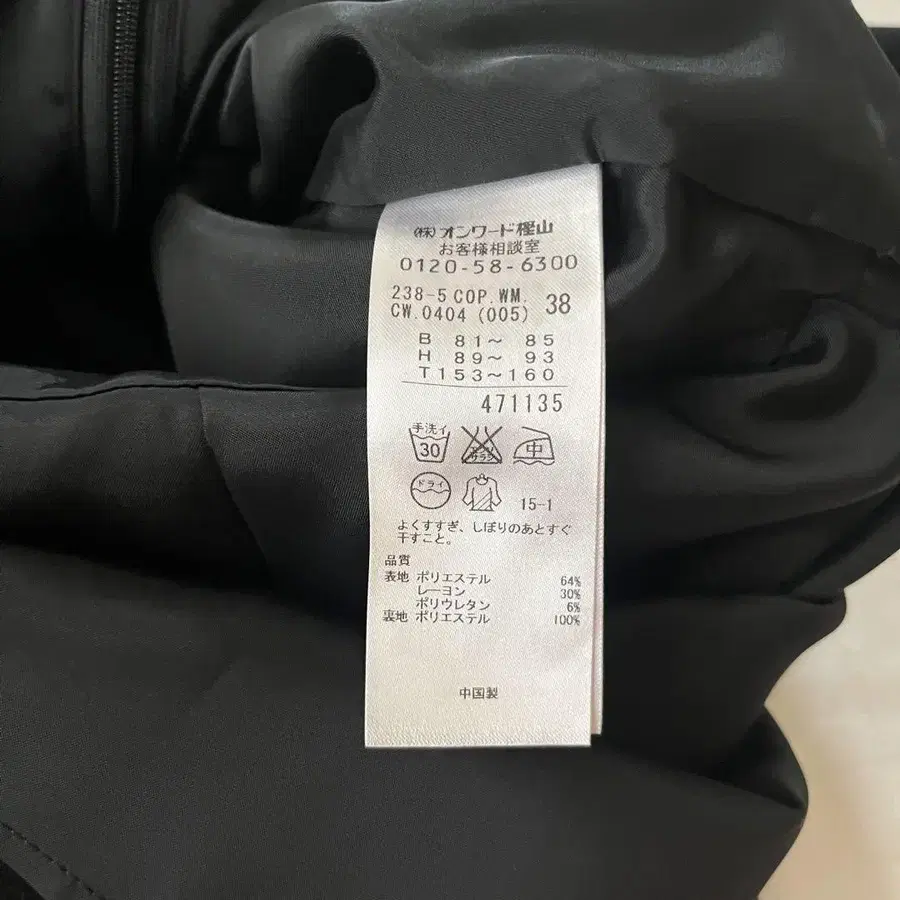 (株)オンワード樫山
お客様相談室
0120-58-6300
238-5 COP.WM. 38
CW.0404 (005)
B 81〜 85
H 89〜 93
T 153〜160
471135
手洗イ
30
中
ドライ
15-1
よくすすぎ、しぼりのあとすぐ
干すこと。
品質
表地 ポリエステル 64%
レーヨン 30%
ポリウレタン 6%
裏地 ポリエステル 100%
中国製